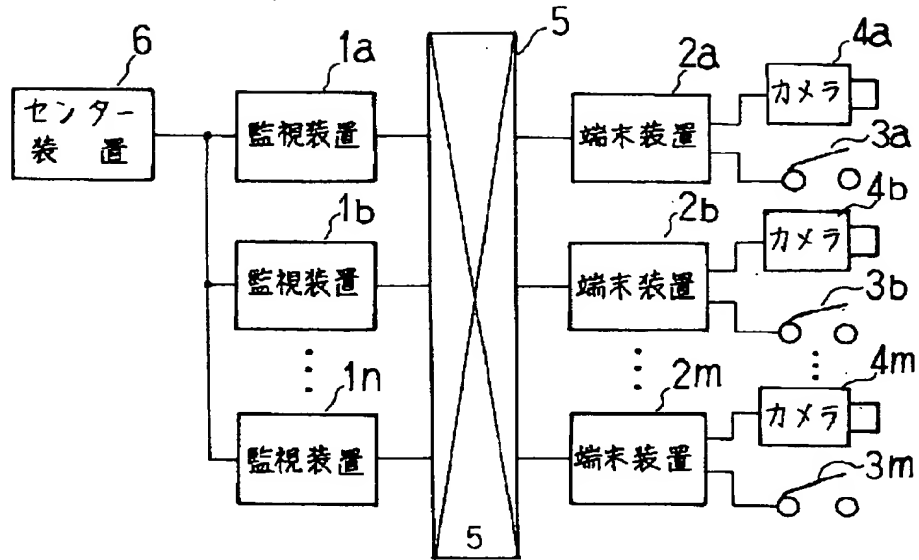 6
センター
装置
1a
監視装置
5
2a
端末装置
4a
カメラ
3a
1b
監視装置
2b
端末装置
4b
カメラ
3b
1n
監視装置
2m
端末装置
4m
カメラ
3m
5